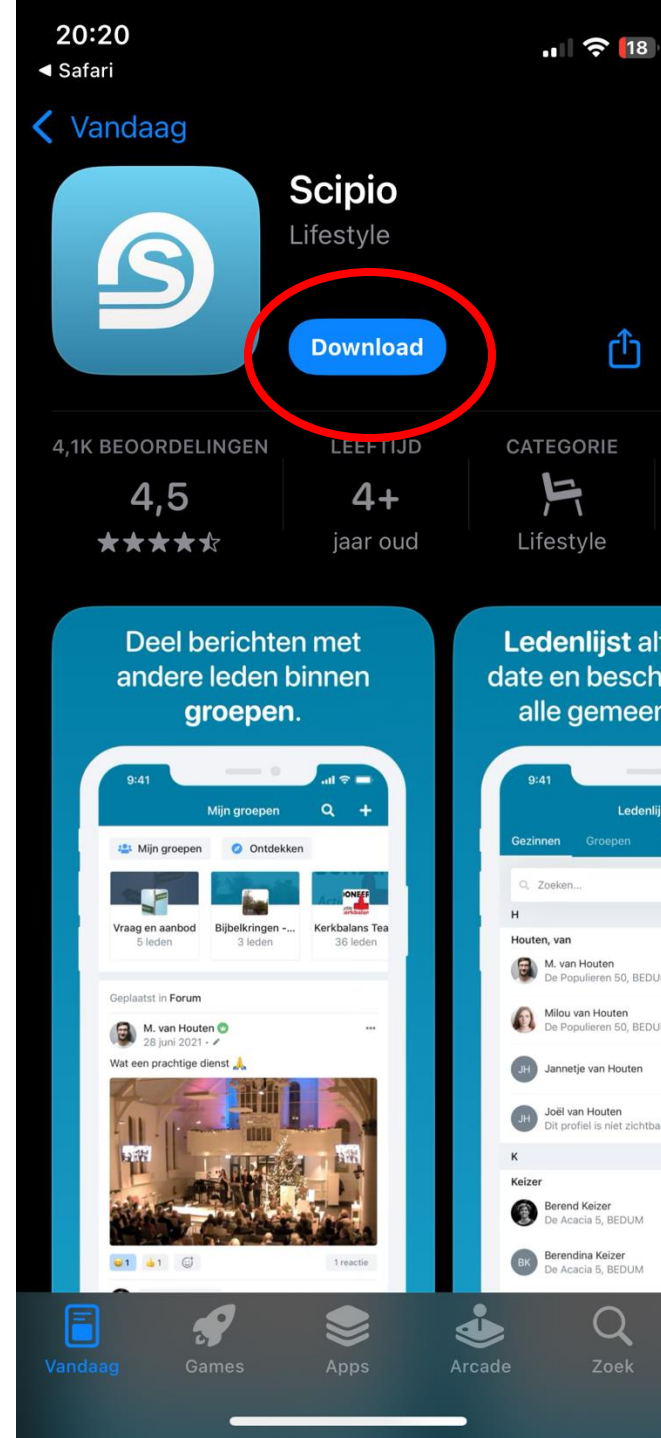 20:20
18
◀ Safari
Vandaag
S
Scipio
Lifestyle
Download
4,1K BEOORDELINGEN
LEEFTIJD
CATEGORIE
4,5
4+
★★★★
jaar oud
Lifestyle
Deel berichten met
andere leden binnen
groepen.
9:41
Mijn groepen
Mijn groepen
Ontdekken
Vraag en aanbod
Bijbelkringen -...
Kerkbalans Tea
5 leden
3 leden
36 leden
Geplaatst in Forum
M. van Houten
28 juni 2021 •
Wat een prachtige dienst 🙏
😀 1
👍 1
1 reactie
Ledenlijst al
date en besch
alle gemeen
9:41
Ledenlij
Gezinnen
Groepen
Zoeken...
H
Houten, van
M. van Houten
De Populieren 50, BEDU
Milou van Houten
De Populieren 50, BEDU
JH
Jannetje van Houten
JH
Joël van Houten
Dit profiel is niet zichtba
K
Keizer
Berend Keizer
De Acacia 5, BEDUM
BK
Berendina Keizer
De Acacia 5, BEDUM
Vandaag
Games
Apps
Arcade
Zoek